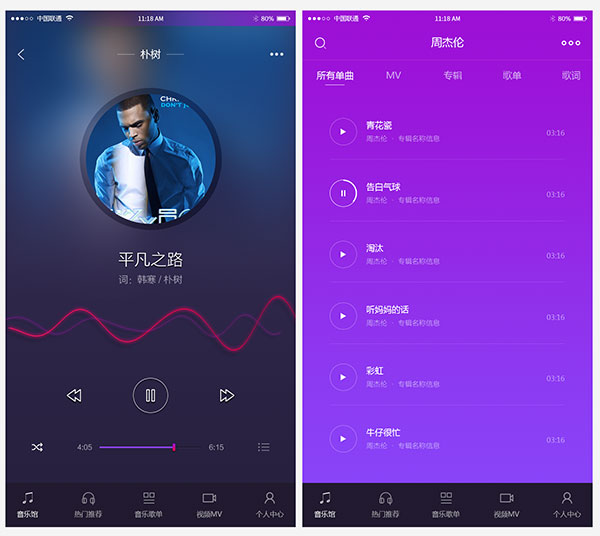 中国联通
11:18 AM
80%
朴树
CHRI
DON'T J
平凡之路
词：韩寒 / 朴树
4:05
6:15
音乐馆
热门推荐
音乐歌单
视频MV
个人中心
中国联通
11:18 AM
80%
周杰伦
所有单曲 MV 专辑 歌单 歌词
青花瓷
周杰伦 · 专辑名称信息
03:16
告白气球
周杰伦 · 专辑名称信息
03:16
淘汰
周杰伦 · 专辑名称信息
03:16
听妈妈的话
周杰伦 · 专辑名称信息
03:16
彩虹
周杰伦 · 专辑名称信息
03:16
牛仔很忙
周杰伦 · 专辑名称信息
03:16
音乐馆
热门推荐
音乐歌单
视频MV
个人中心